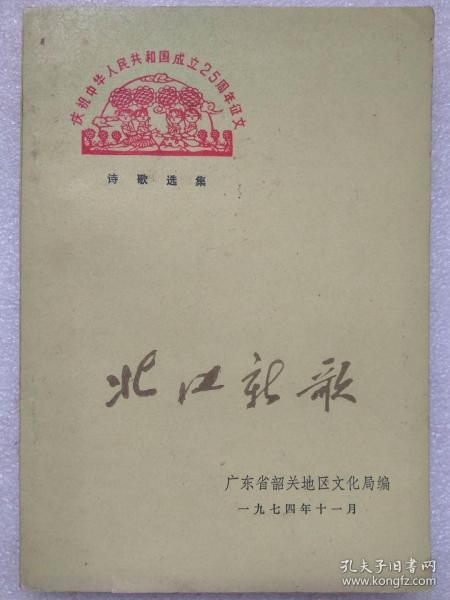 庆祝中华人民共和国成立25周年征文
诗歌选集
北江新歌
广东省韶关地区文化局编
一九七四年十一月
孔夫子旧书网
www.kongfz.com